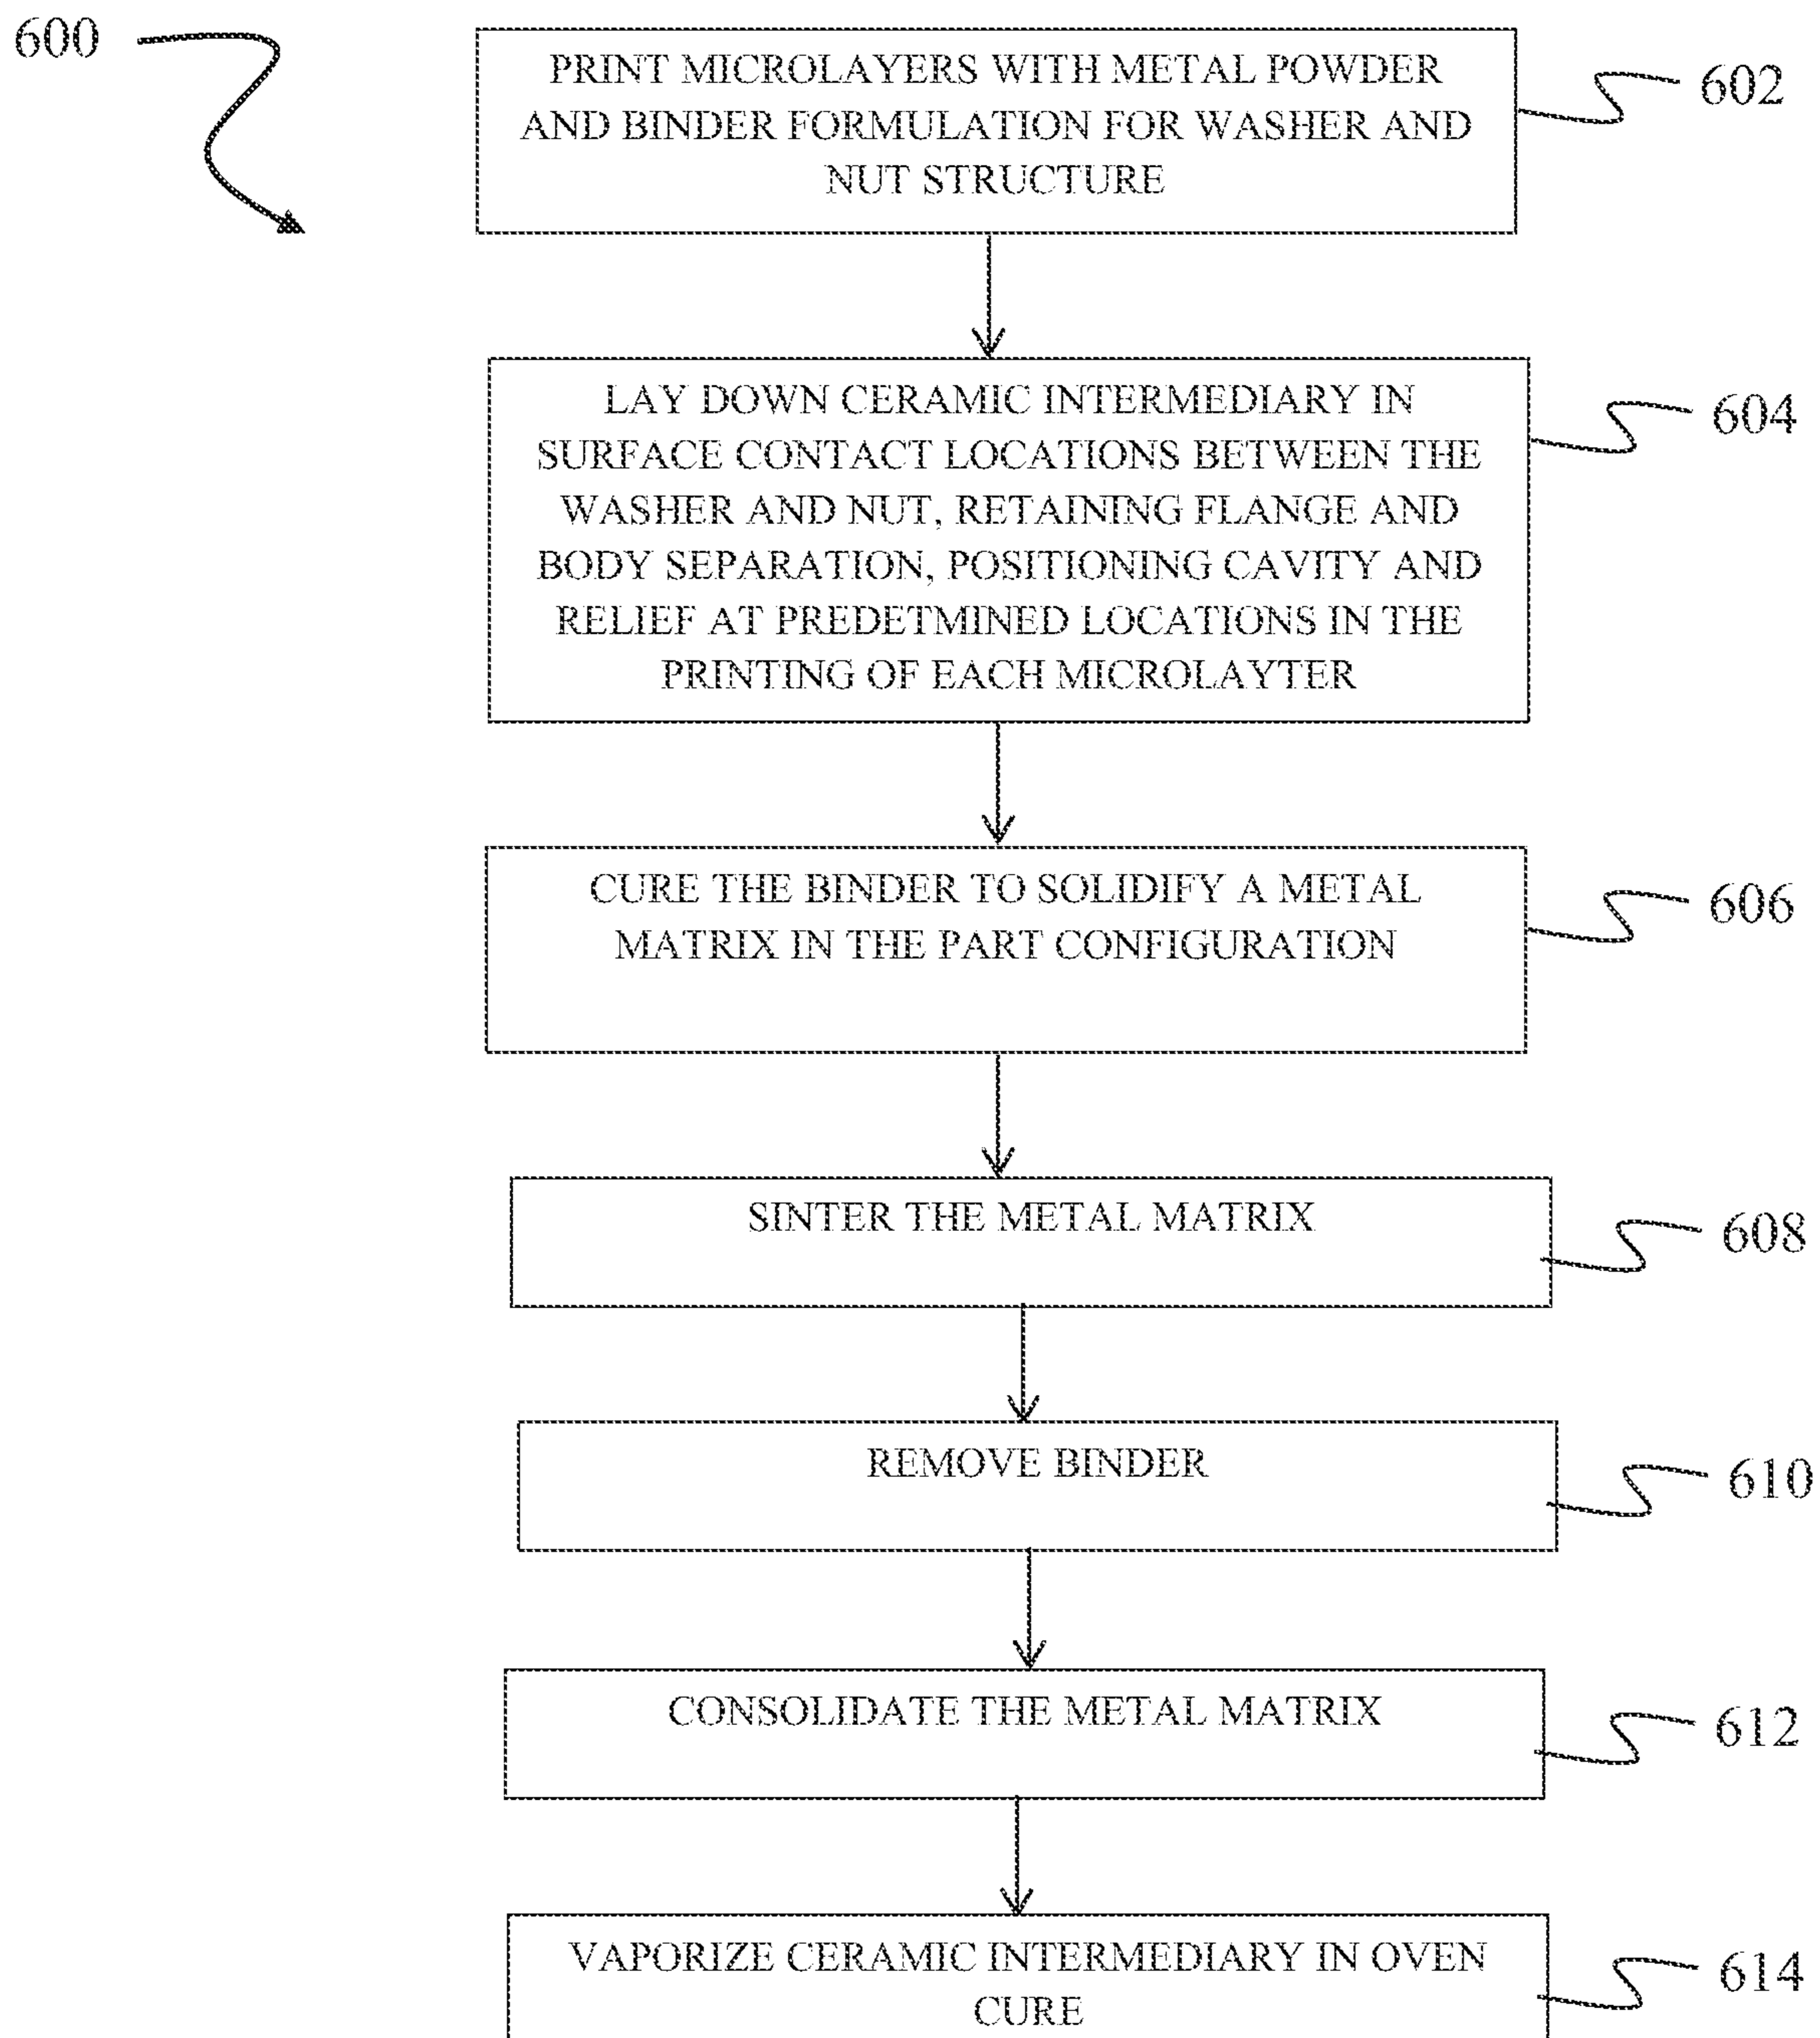 600
PRINT MICROLAYERS WITH METAL POWDER
AND BINDER FORMULATION FOR WASHER AND
NUT STRUCTURE
602
LAY DOWN CERAMIC INTERMEDIARY IN
SURFACE CONTACT LOCATIONS BETWEEN THE
WASHER AND NUT, RETAINING FLANGE AND
BODY SEPARATION, POSITIONING CAVITY AND
RELIEF AT PREDETMINED LOCATIONS IN THE
PRINTING OF EACH MICROLAYTER
604
CURE THE BINDER TO SOLIDIFY A METAL
MATRIX IN THE PART CONFIGURATION
606
SINTER THE METAL MATRIX
608
REMOVE BINDER
610
CONSOLIDATE THE METAL MATRIX
612
VAPORIZE CERAMIC INTERMEDIARY IN OVEN
CURE
614